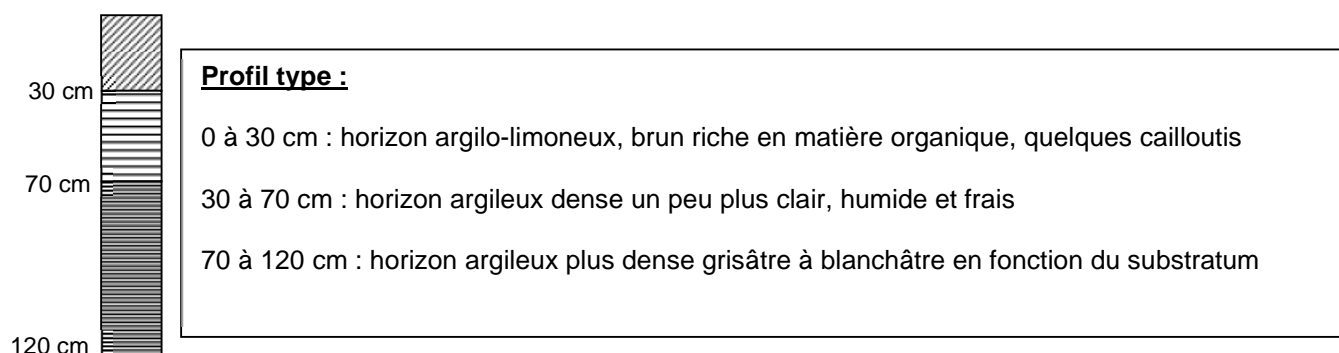 Profil type :
30 cm
0 à 30 cm : horizon argilo-limoneux, brun riche en matière organique, quelques cailloutis
70 cm
30 à 70 cm : horizon argileux dense un peu plus clair, humide et frais
70 à 120 cm : horizon argileux plus dense grisâtre à blanchâtre en fonction du substratum
120 cm